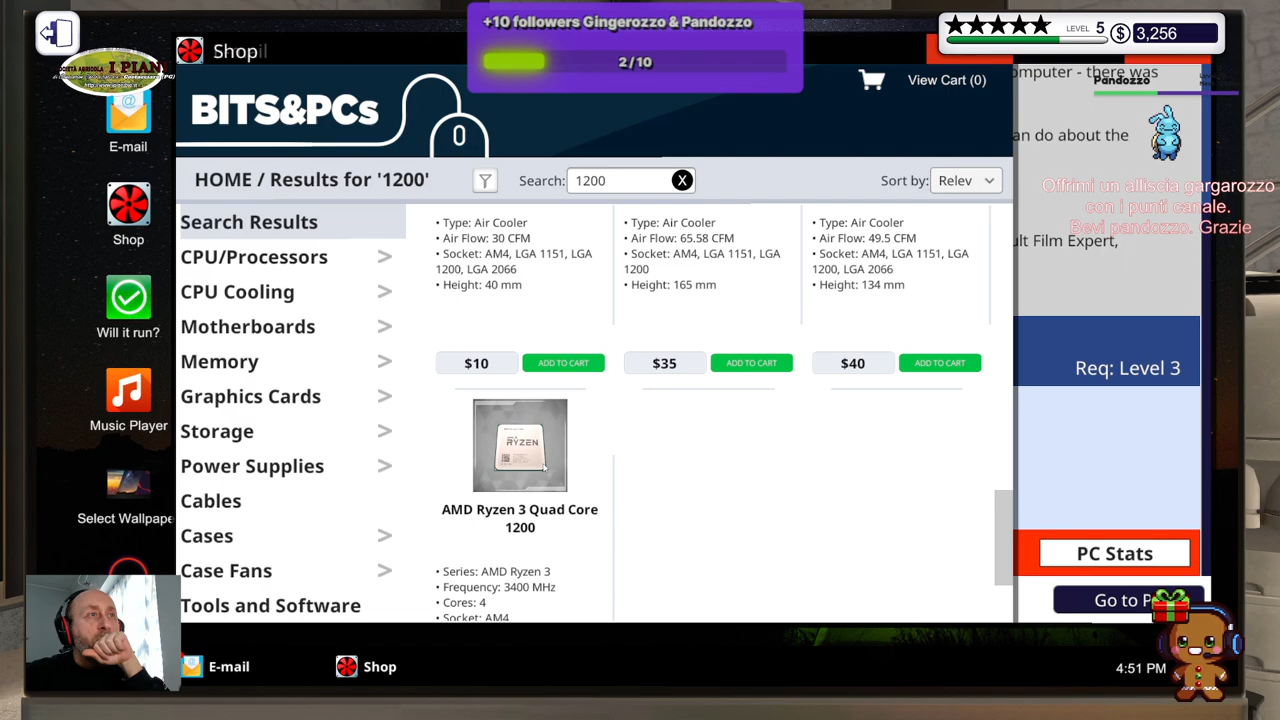 +10 followers Gingerozzo & Pandozzo
2/10
LEVEL 5
$ 3,256
SOCIETÀ AGRICOLA I PIANI
Shop
BITS&PCs
View Cart (0)
omputer - there was
Pandozzo
HOME / Results for '1200'
Search: 1200 X
Sort by: Relev
an do about the
Offrimi un alliscia gargarozzo
con i punti canale.
Bevi pandozzo. Grazie
ult Film Expert,
E-mail
Shop
Will it run?
Music Player
Select Wallpape
Search Results
CPU/Processors >
CPU Cooling >
Motherboards >
Memory >
Graphics Cards >
Storage >
Power Supplies >
Cables
Cases >
Case Fans >
Tools and Software
• Type: Air Cooler
• Air Flow: 30 CFM
• Socket: AM4, LGA 1151, LGA
1200, LGA 2066
• Height: 40 mm
$10 ADD TO CART
• Type: Air Cooler
• Air Flow: 65.58 CFM
• Socket: AM4, LGA 1151, LGA
1200
• Height: 165 mm
$35 ADD TO CART
• Type: Air Cooler
• Air Flow: 49.5 CFM
• Socket: AM4, LGA 1151, LGA
1200, LGA 2066
• Height: 134 mm
$40 ADD TO CART
RYZEN
AMD Ryzen 3 Quad Core
1200
• Series: AMD Ryzen 3
• Frequency: 3400 MHz
• Cores: 4
• Socket: AM4
Req: Level 3
PC Stats
Go to P
E-mail
Shop
4:51 PM